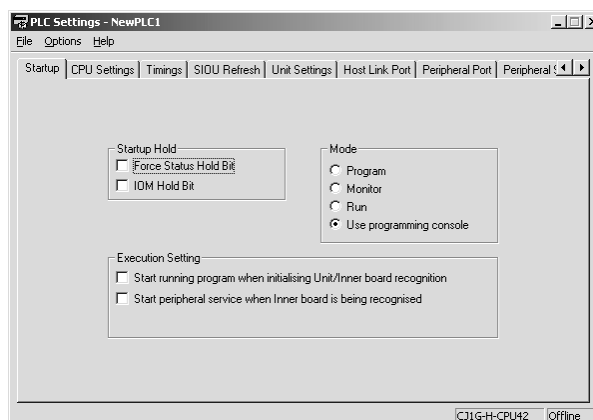 PLC Settings - NewPLC1
File Options Help
Startup CPU Settings Timings SIOU Refresh Unit Settings Host Link Port Peripheral Port Peripheral
Startup Hold
Force Status Hold Bit
IOM Hold Bit
Mode
Program
Monitor
Run
Use programming console
Execution Setting
Start running program when initialising Unit/Inner board recognition
Start peripheral service when Inner board is being recognised
CJ1G-H-CPU42 Offline